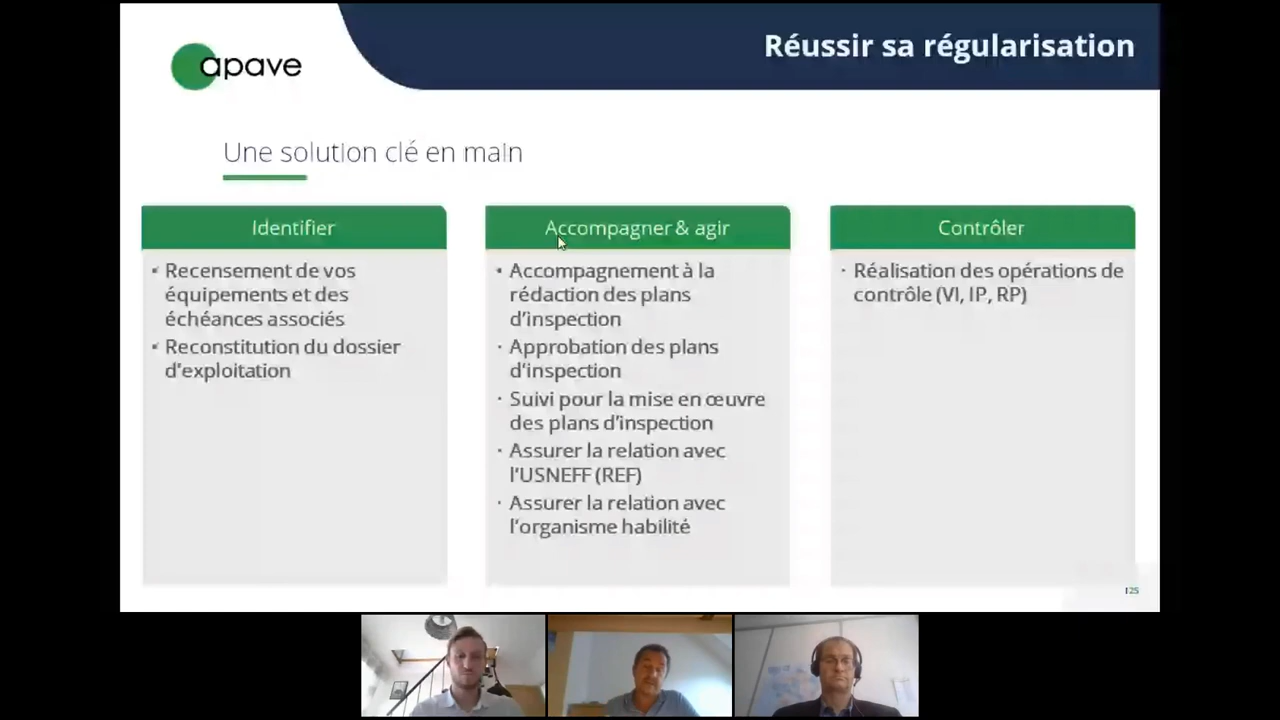 Réussir sa régularisation
apave
Une solution clé en main
Identifier
• Recensement de vos
équipements et des
échéances associés
• Reconstitution du dossier
d'exploitation
Accompagner & agir
• Accompagnement à la
rédaction des plans
d'inspection
· Approbation des plans
d'inspection
· Suivi pour la mise en œuvre
des plans d'inspection
· Assurer la relation avec
l'USNEFF (REF)
· Assurer la relation avec
l'organisme habilité
Contrôler
· Réalisation des opérations de
contrôle (VI, IP, RP)
125